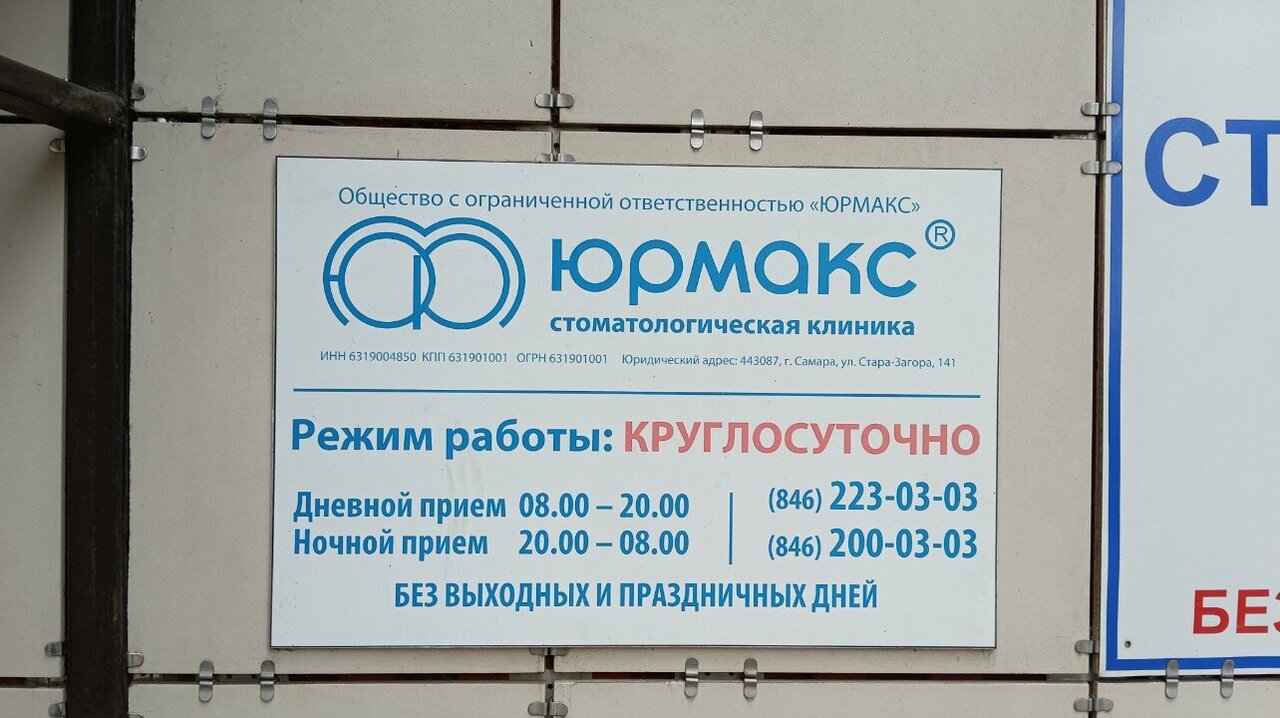 Общество с ограниченной ответственностью «ЮРМАКС»
ЮРМАКС®
стоматологическая клиника
ИНН 6319004850 КПП 631901001 ОГРН 631901001 Юридический адрес: 443087, г. Самара, ул. Стара-Загора, 141
Режим работы: КРУГЛОСУТОЧНО
Дневной прием 08.00 – 20.00 (846) 223-03-03
Ночной прием 20.00 – 08.00 (846) 200-03-03
БЕЗ ВЫХОДНЫХ И ПРАЗДНИЧНЫХ ДНЕЙ
СТ
БЕЗ